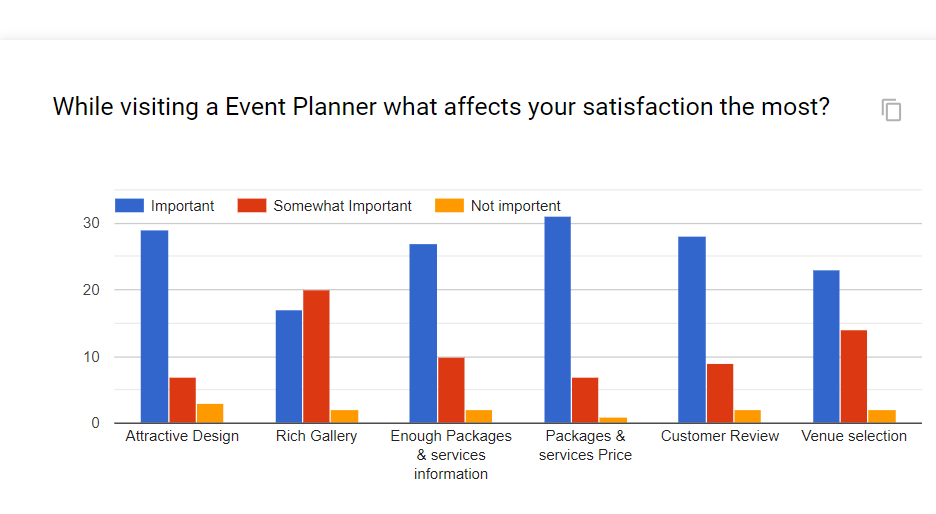 While visiting a Event Planner what affects your satisfaction the most?
Important Somewhat Important Not importent
30
20
10
0
Attractive Design Rich Gallery Enough Packages Packages & Customer Review Venue selection
& services services Price
information